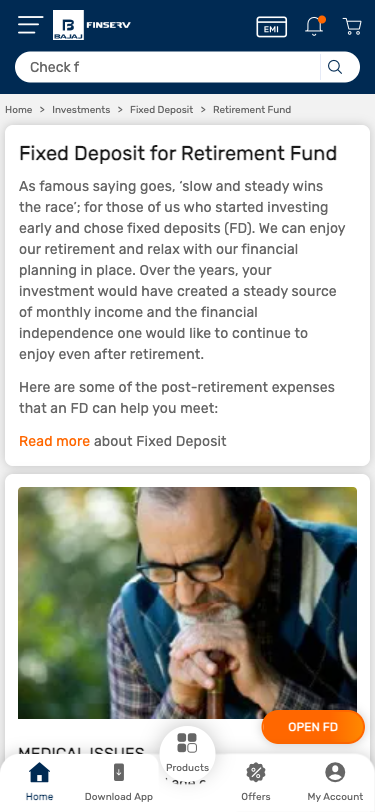 BAJAJ
FINSERV
EMI
Check f
Home > Investments > Fixed Deposit > Retirement Fund
Fixed Deposit for Retirement Fund
As famous saying goes, ‘slow and steady wins
the race’; for those of us who started investing
early and chose fixed deposits (FD). We can enjoy
our retirement and relax with our financial
planning in place. Over the years, your
investment would have created a steady source
of monthly income and the financial
independence one would like to continue to
enjoy even after retirement.
Here are some of the post-retirement expenses
that an FD can help you meet:
Read more about Fixed Deposit
OPEN FD
MEDICAL ISSUES
Products
Home
Download App
Offers
My Account